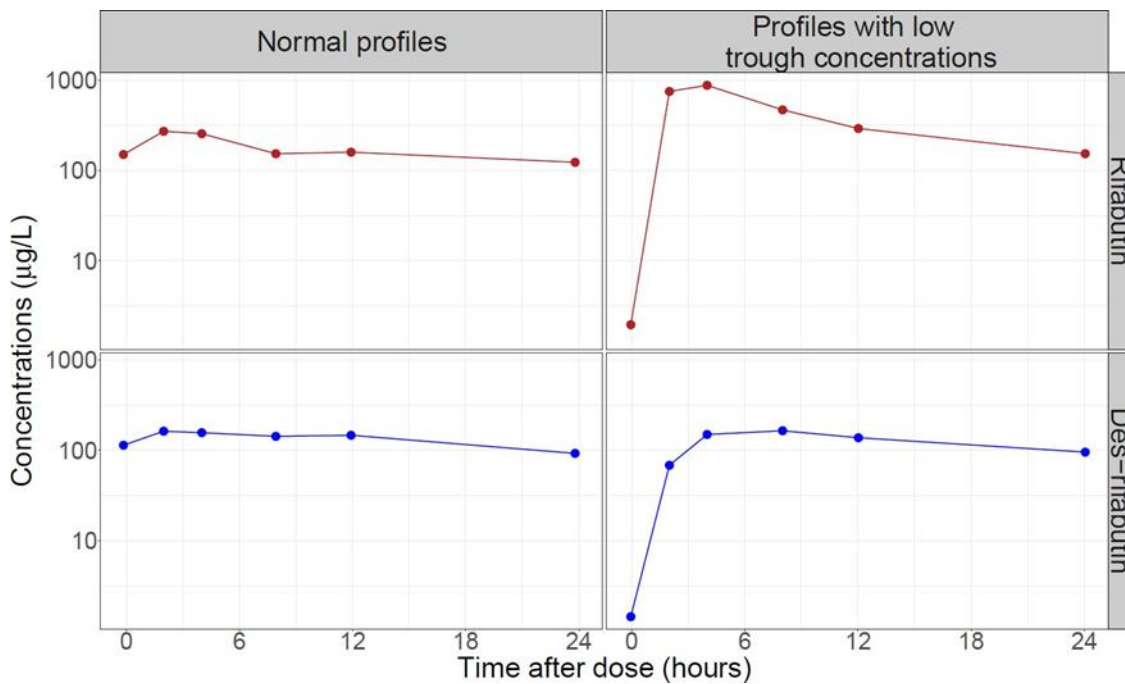 Normal profiles
Profiles with low
trough concentrations
1000
100
10
Rifabutin
1000
100
10
Des-rifabutin
Concentrations (µg/L)
0 6 12 18 24 0 6 12 18 24
Time after dose (hours)